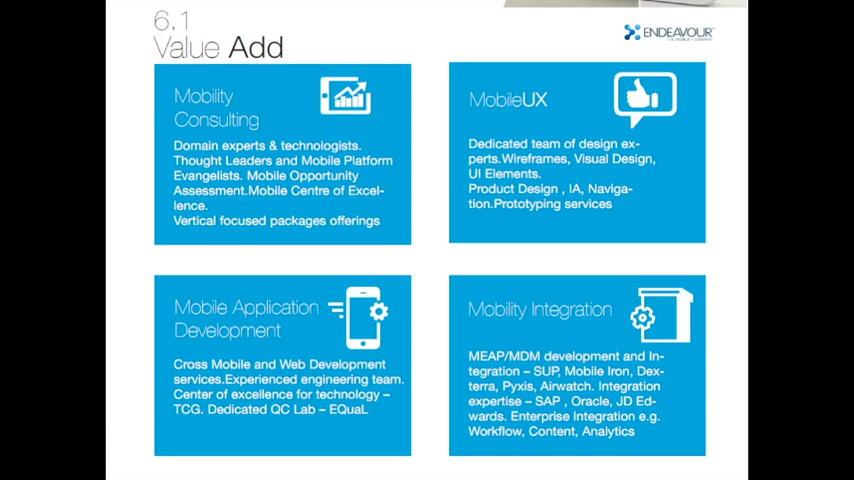 6.1
Value Add
ENDEAVOUR
Mobility
Consulting
Domain experts & technologists.
Thought Leaders and Mobile Platform
Evangelists. Mobile Opportunity
Assessment.Mobile Centre of Excel-
lence.
Vertical focused packages offerings
MobileUX
Dedicated team of design ex-
perts.Wireframes, Visual Design,
UI Elements.
Product Design , IA, Naviga-
tion.Prototyping services
Mobile Application
Development
Cross Mobile and Web Development
services.Experienced engineering team.
Center of excellence for technology –
TCG. Dedicated QC Lab – EQuaL
Mobility Integration
MEAP/MDM development and In-
tegration – SUP, Mobile Iron, Dex-
terra, Pyxis, Airwatch. Integration
expertise – SAP , Oracle, JD Ed-
wards. Enterprise Integration e.g.
Workflow, Content, Analytics